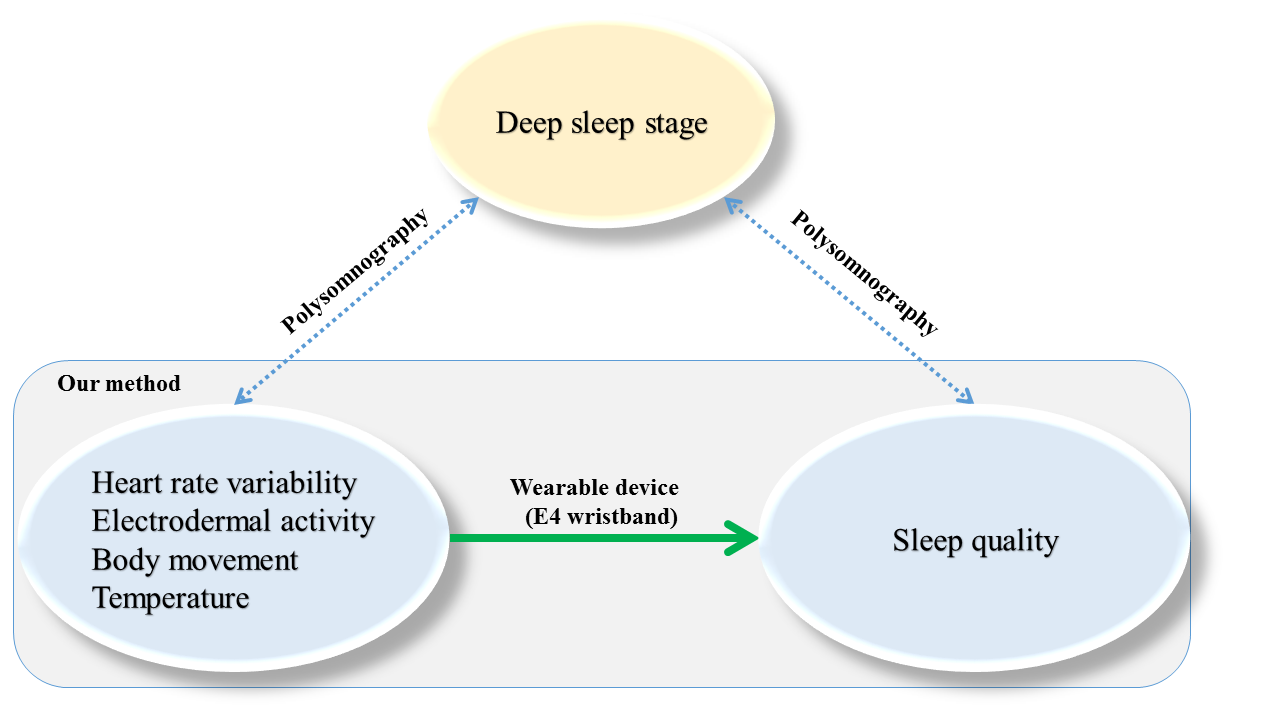 Deep sleep stage
Polysomnography
Polysomnography
Our method
Heart rate variability
Electrodermal activity
Body movement
Temperature
Wearable device
(E4 wristband)
Sleep quality